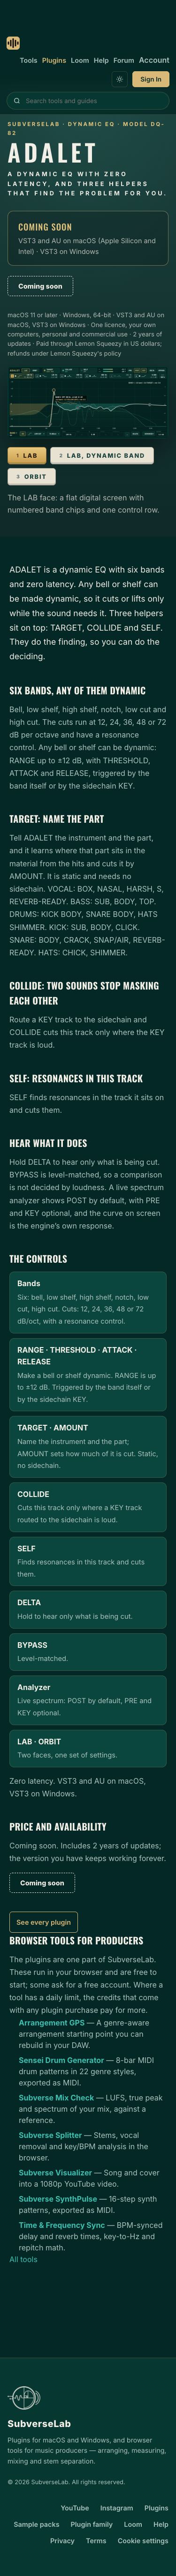 Tools Plugins Loom Help Forum Account
Sign In
Search tools and guides
SUBVERSELAB · DYNAMIC EQ · MODEL DQ-
82
ADALET
A DYNAMIC EQ WITH ZERO
LATENCY, AND THREE HELPERS
THAT FIND THE PROBLEM FOR YOU.
COMING SOON
VST3 and AU on macOS (Apple Silicon and
Intel) · VST3 on Windows
Coming soon
macOS 11 or later · Windows, 64-bit · VST3 and AU on
macOS, VST3 on Windows · One licence, your own
computers, personal and commercial use · 2 years of
updates · Paid through Lemon Squeezy in US dollars;
refunds under Lemon Squeezy's policy
1 LAB
2 LAB, DYNAMIC BAND
3 ORBIT
The LAB face: a flat digital screen with
numbered band chips and one control row.
ADALET is a dynamic EQ with six bands
and zero latency. Any bell or shelf can
be made dynamic, so it cuts or lifts only
while the sound needs it. Three helpers
sit on top: TARGET, COLLIDE and SELF.
They do the finding, so you can do the
deciding.
SIX BANDS, ANY OF THEM DYNAMIC
Bell, low shelf, high shelf, notch, low cut and
high cut. The cuts run at 12, 24, 36, 48 or 72
dB per octave and have a resonance
control. Any bell or shelf can be dynamic:
RANGE up to ±12 dB, with THRESHOLD,
ATTACK and RELEASE, triggered by the
band itself or by the sidechain KEY.
TARGET: NAME THE PART
Tell ADALET the instrument and the part,
and it learns where that part sits in the
material from the hits and cuts it by
AMOUNT. It is static and needs no
sidechain. VOCAL: BOX, NASAL, HARSH, S,
REVERB-READY. BASS: SUB, BODY, TOP.
DRUMS: KICK BODY, SNARE BODY, HATS
SHIMMER. KICK: SUB, BODY, CLICK.
SNARE: BODY, CRACK, SNAP/AIR, REVERB-
READY. HATS: CHICK, SHIMMER.
COLLIDE: TWO SOUNDS STOP MASKING
EACH OTHER
Route a KEY track to the sidechain and
COLLIDE cuts this track only where the KEY
track is loud.
SELF: RESONANCES IN THIS TRACK
SELF finds resonances in the track it sits on
and cuts them.
HEAR WHAT IT DOES
Hold DELTA to hear only what is being cut.
BYPASS is level-matched, so a comparison
is not decided by loudness. A live spectrum
analyzer shows POST by default, with PRE
and KEY optional, and the curve on screen
is the engine's own response.
THE CONTROLS
Bands
Six: bell, low shelf, high shelf, notch, low
cut, high cut. Cuts: 12, 24, 36, 48 or 72
dB/oct, with a resonance control.
RANGE · THRESHOLD · ATTACK ·
RELEASE
Make a bell or shelf dynamic. RANGE is up
to ±12 dB. Triggered by the band itself or
by the sidechain KEY.
TARGET · AMOUNT
Name the instrument and the part;
AMOUNT sets how much of it is cut. Static,
no sidechain.
COLLIDE
Cuts this track only where a KEY track
routed to the sidechain is loud.
SELF
Finds resonances in this track and cuts
them.
DELTA
Hold to hear only what is being cut.
BYPASS
Level-matched.
Analyzer
Live spectrum: POST by default, PRE and
KEY optional.
LAB · ORBIT
Two faces, one set of settings.
Zero latency. VST3 and AU on macOS,
VST3 on Windows.
PRICE AND AVAILABILITY
Coming soon. Includes 2 years of updates;
the version you have keeps working forever.
Coming soon
See every plugin
BROWSER TOOLS FOR PRODUCERS
The plugins are one part of SubverseLab.
These run in your browser and are free to
start; some ask for a free account. Where a
tool has a daily limit, the credits that come
with any plugin purchase pay for more.
Arrangement GPS — A genre-aware
arrangement starting point you can
rebuild in your DAW.
Sensei Drum Generator — 8-bar MIDI
drum patterns in 22 genre styles,
exported as MIDI.
Subverse Mix Check — LUFS, true peak
and spectrum of your mix, against a
reference.
Subverse Splitter — Stems, vocal
removal and key/BPM analysis in the
browser.
Subverse Visualizer — Song and cover
into a 1080p YouTube video.
Subverse SynthPulse — 16-step synth
patterns, exported as MIDI.
Time & Frequency Sync — BPM-synced
delay and reverb times, key-to-Hz and
repitch math.
All tools
SubverseLab
Plugins for macOS and Windows, and browser
tools for music producers — arranging, measuring,
mixing and stem separation.
© 2026 SubverseLab. All rights reserved.
YouTube Instagram Plugins
Sample packs Plugin family Loom Help
Privacy Terms Cookie settings